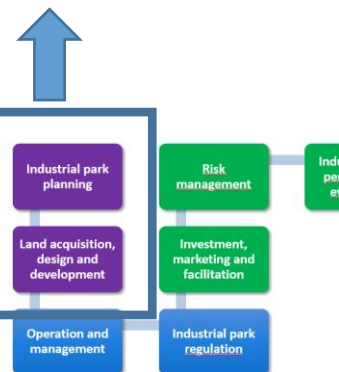 Industrial park
planning
Land acquisition,
design and
development
Operation and
management
Risk
management
Investment,
marketing and
facilitation
Industrial park
regulation